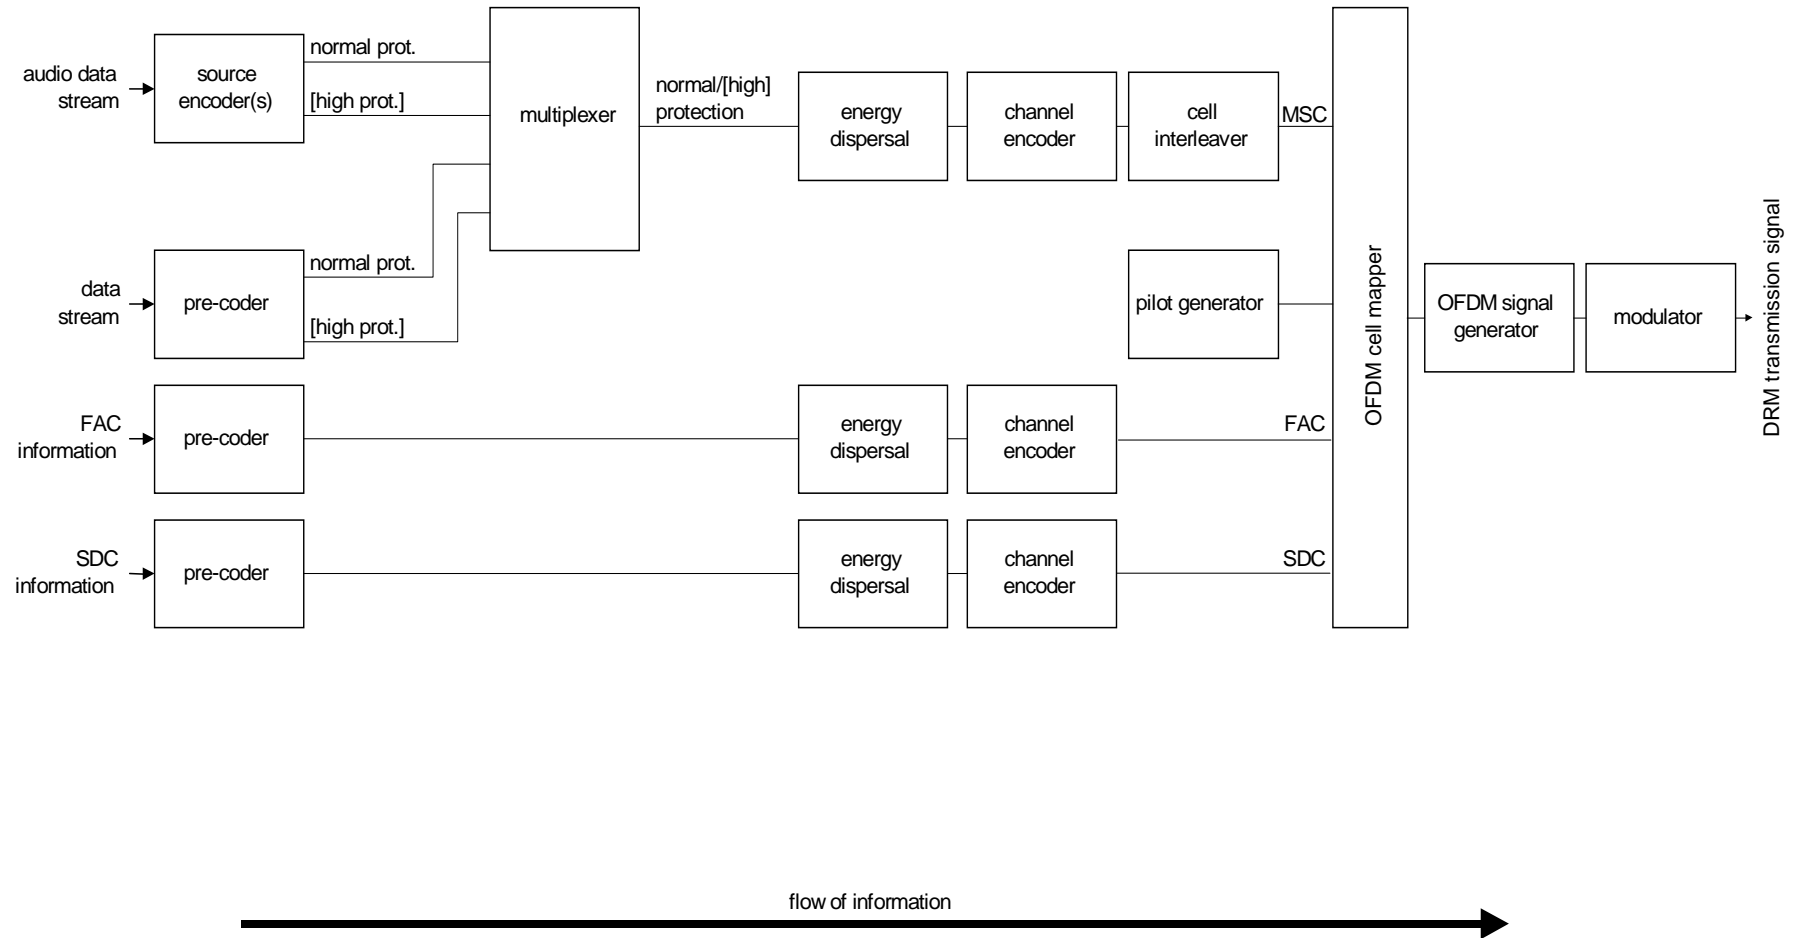 normal prot.
audio data
stream
source
encoder(s)
[high prot.]
multiplexer
normal/[high]
protection
energy
dispersal
channel
encoder
cell
interleaver
MSC
data
stream
pre-coder
normal prot.
[high prot.]
pilot generator
OFDM cell mapper
OFDM signal
generator
modulator
DRM transmission signal
FAC
information
pre-coder
energy
dispersal
channel
encoder
FAC
SDC
information
pre-coder
energy
dispersal
channel
encoder
SDC
flow of information